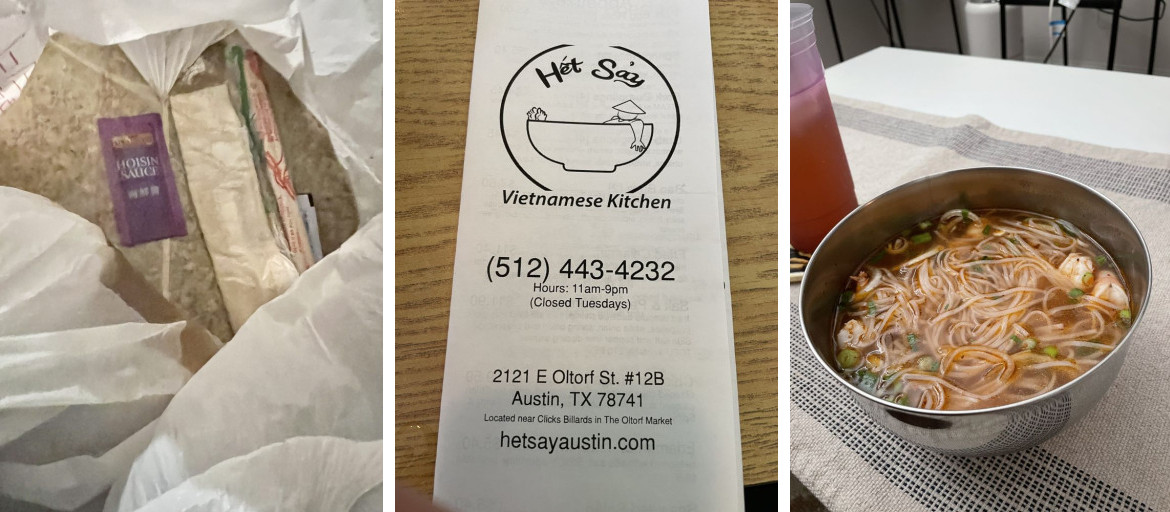 HOISIN
SAUCE
Hét Sảy
Vietnamese Kitchen
(512) 443-4232
Hours: 11am-9pm
(Closed Tuesdays)
2121 E Oltorf St. #12B
Austin, TX 78741
Located near Clicks Billards in The Oltorf Market
hetsayaustin.com